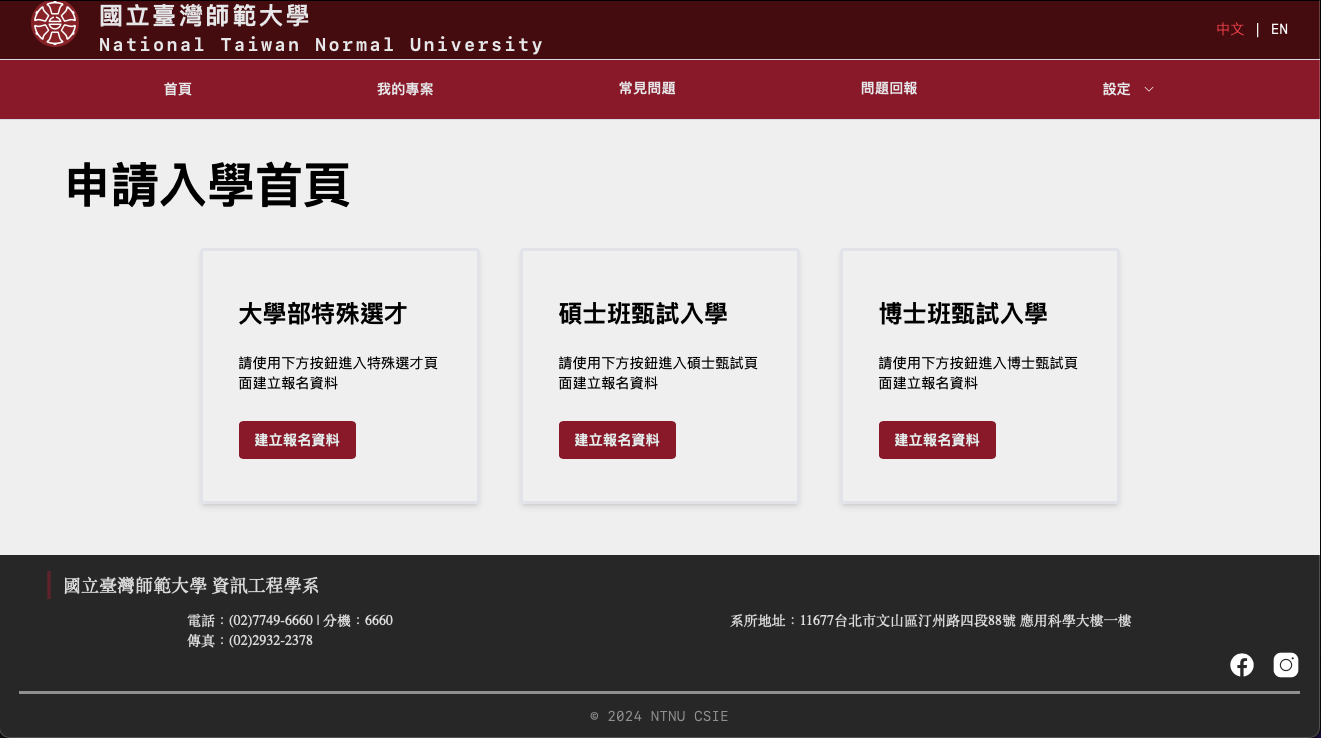 國立臺灣師範大學
National Taiwan Normal University
中文 | EN
首頁
我的專案
常見問題
問題回報
設定
申請入學首頁
大學部特殊選才
請使用下方按鈕進入特殊選才頁
面建立報名資料
建立報名資料
碩士班甄試入學
請使用下方按鈕進入碩士甄試頁
面建立報名資料
建立報名資料
博士班甄試入學
請使用下方按鈕進入博士甄試頁
面建立報名資料
建立報名資料
國立臺灣師範大學 資訊工程學系
電話：(02)7749-6660 | 分機：6660
傳真：(02)2932-2378
系所地址：11677台北市文山區汀州路四段88號 應用科學大樓一樓
© 2024 NTNU CSIE